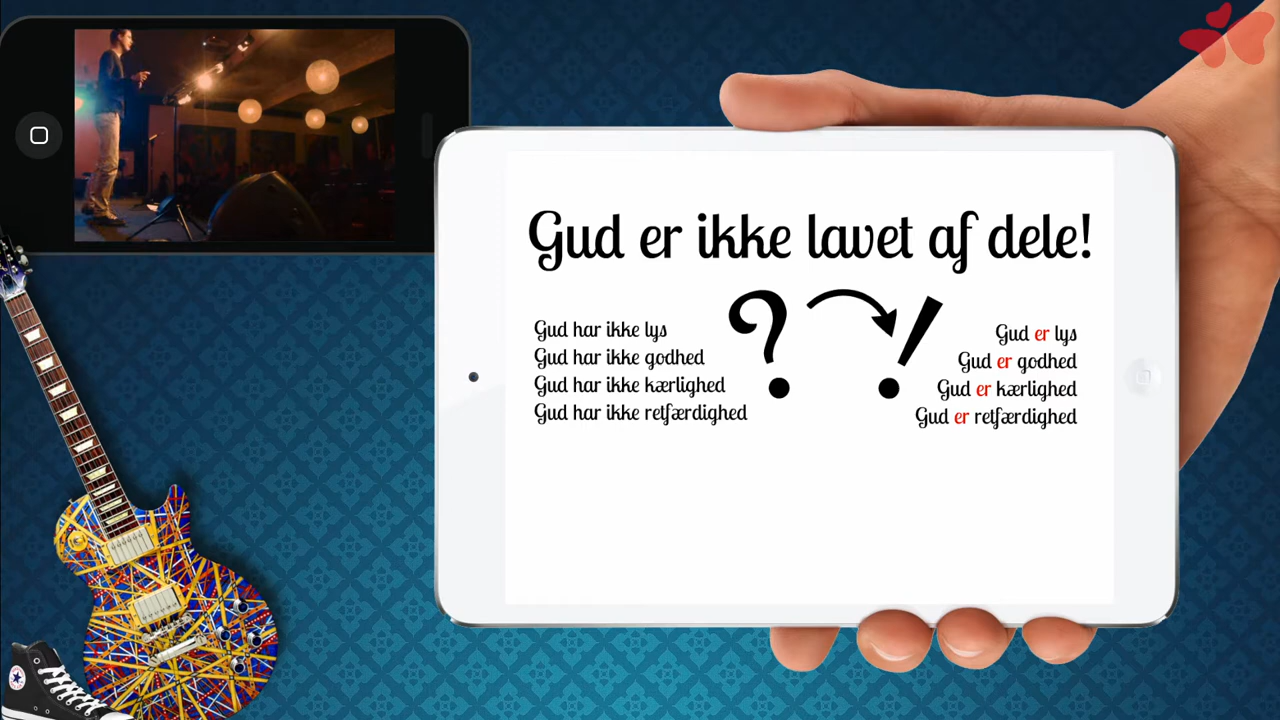 Gud er ikke lavet af dele!
?
!
Gud har ikke lys
Gud har ikke godhed
Gud har ikke kærlighed
Gud har ikke retfærdighed
Gud er lys
Gud er godhed
Gud er kærlighed
Gud er retfærdighed